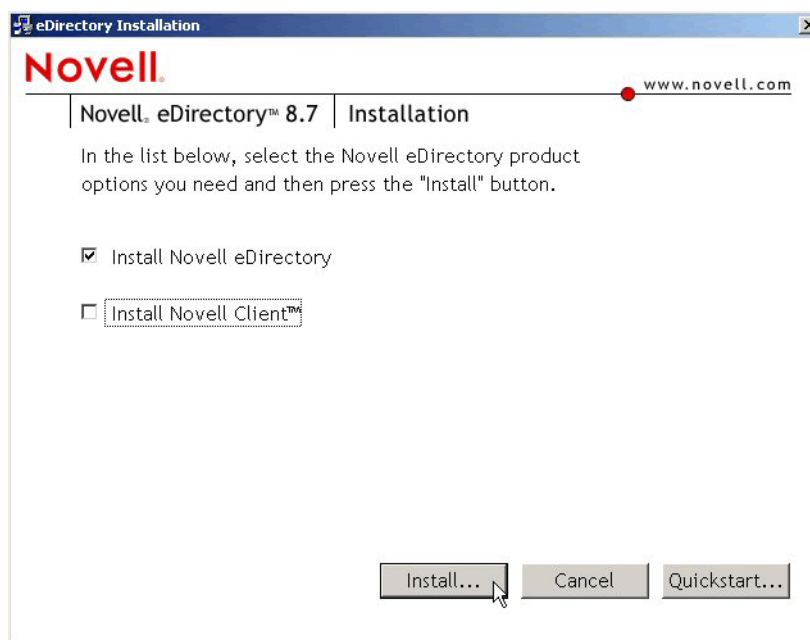 eDirectory Installation
Novell®
www.novell.com
Novell® eDirectory™ 8.7 Installation
In the list below, select the Novell eDirectory product
options you need and then press the "Install" button.
Install Novell eDirectory
Install Novell Client™
Install... Cancel Quickstart...